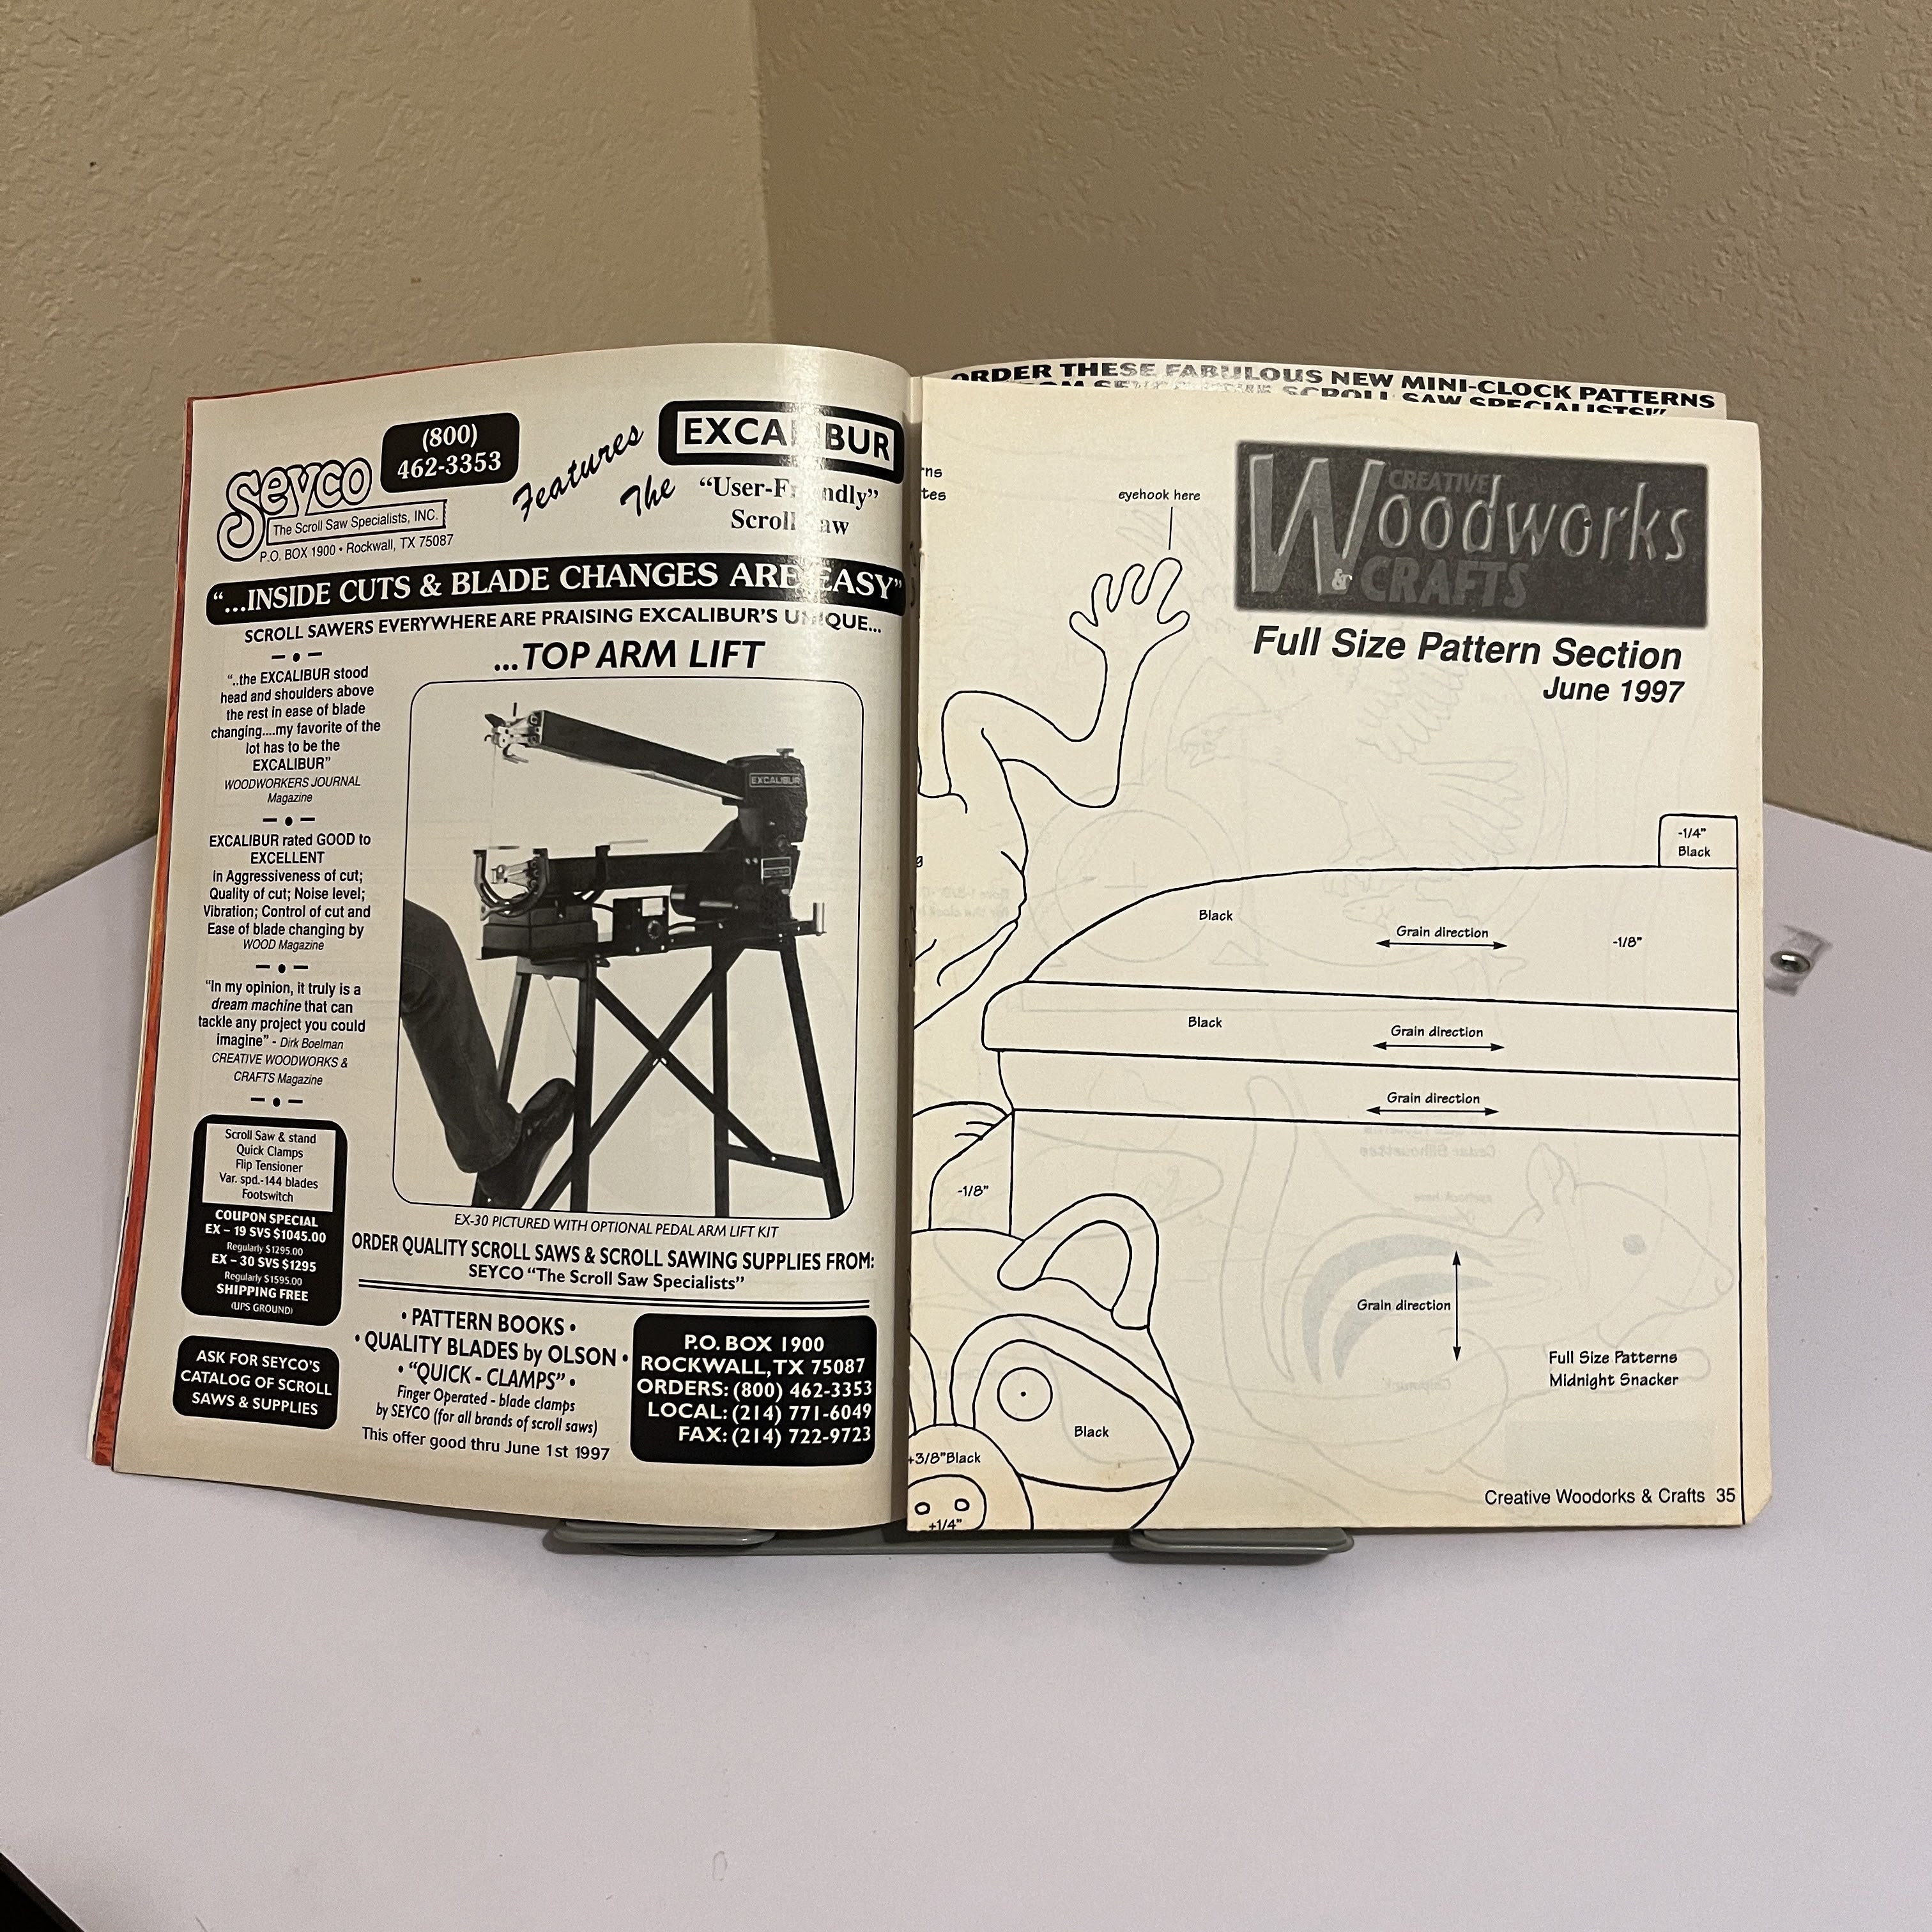 (800)
462-3353
Seyco
The Scroll Saw Specialists, INC.
P.O. BOX 1900 • Rockwall, TX 75087
Features
The
EXCALIBUR
"User-Friendly"
Scroll Saw
"...INSIDE CUTS & BLADE CHANGES ARE EASY"
SCROLL SAWERS EVERYWHERE ARE PRAISING EXCALIBUR'S UNIQUE...
...TOP ARM LIFT
"..the EXCALIBUR stood
head and shoulders above
the rest in ease of blade
changing....my favorite of the
lot has to be the
EXCALIBUR"
WOODWORKERS JOURNAL
Magazine
EXCALIBUR rated GOOD to
EXCELLENT
in Aggressiveness of cut;
Quality of cut; Noise level;
Vibration; Control of cut and
Ease of blade changing by
WOOD Magazine
"In my opinion, it truly is a
dream machine that can
tackle any project you could
imagine" - Dirk Boelman
CREATIVE WOODWORKS &
CRAFTS Magazine
EXCALIBUR
Scroll Saw & stand
Quick Clamps
Flip Tensioner
Var. spd.-144 blades
Footswitch
COUPON SPECIAL
EX – 19 SVS $1045.00
Regularly $1295.00
EX – 30 SVS $1295
Regularly $1595.00
SHIPPING FREE
(UPS GROUND)
ASK FOR SEYCO'S
CATALOG OF SCROLL
SAWS & SUPPLIES
EX-30 PICTURED WITH OPTIONAL PEDAL ARM LIFT KIT
ORDER QUALITY SCROLL SAWS & SCROLL SAWING SUPPLIES FROM:
SEYCO "The Scroll Saw Specialists"
• PATTERN BOOKS •
• QUALITY BLADES by OLSON •
• "QUICK - CLAMPS" •
Finger Operated - blade clamps
by SEYCO (for all brands of scroll saws)
This offer good thru June 1st 1997
P.O. BOX 1900
ROCKWALL, TX 75087
ORDERS: (800) 462-3353
LOCAL: (214) 771-6049
FAX: (214) 722-9723
ORDER THESE FABULOUS NEW MINI-CLOCK PATTERNS
SCROLL SAW SPECIALISTS!"
eyehook here
CREATIVE
Woodworks
& CRAFTS
Full Size Pattern Section
June 1997
-1/4"
Black
Black
Grain direction
-1/8"
Black
Grain direction
Grain direction
-1/8"
Grain direction
Full Size Patterns
Midnight Snacker
Black
+3/8" Black
+1/4"
Creative Woodorks & Crafts 35